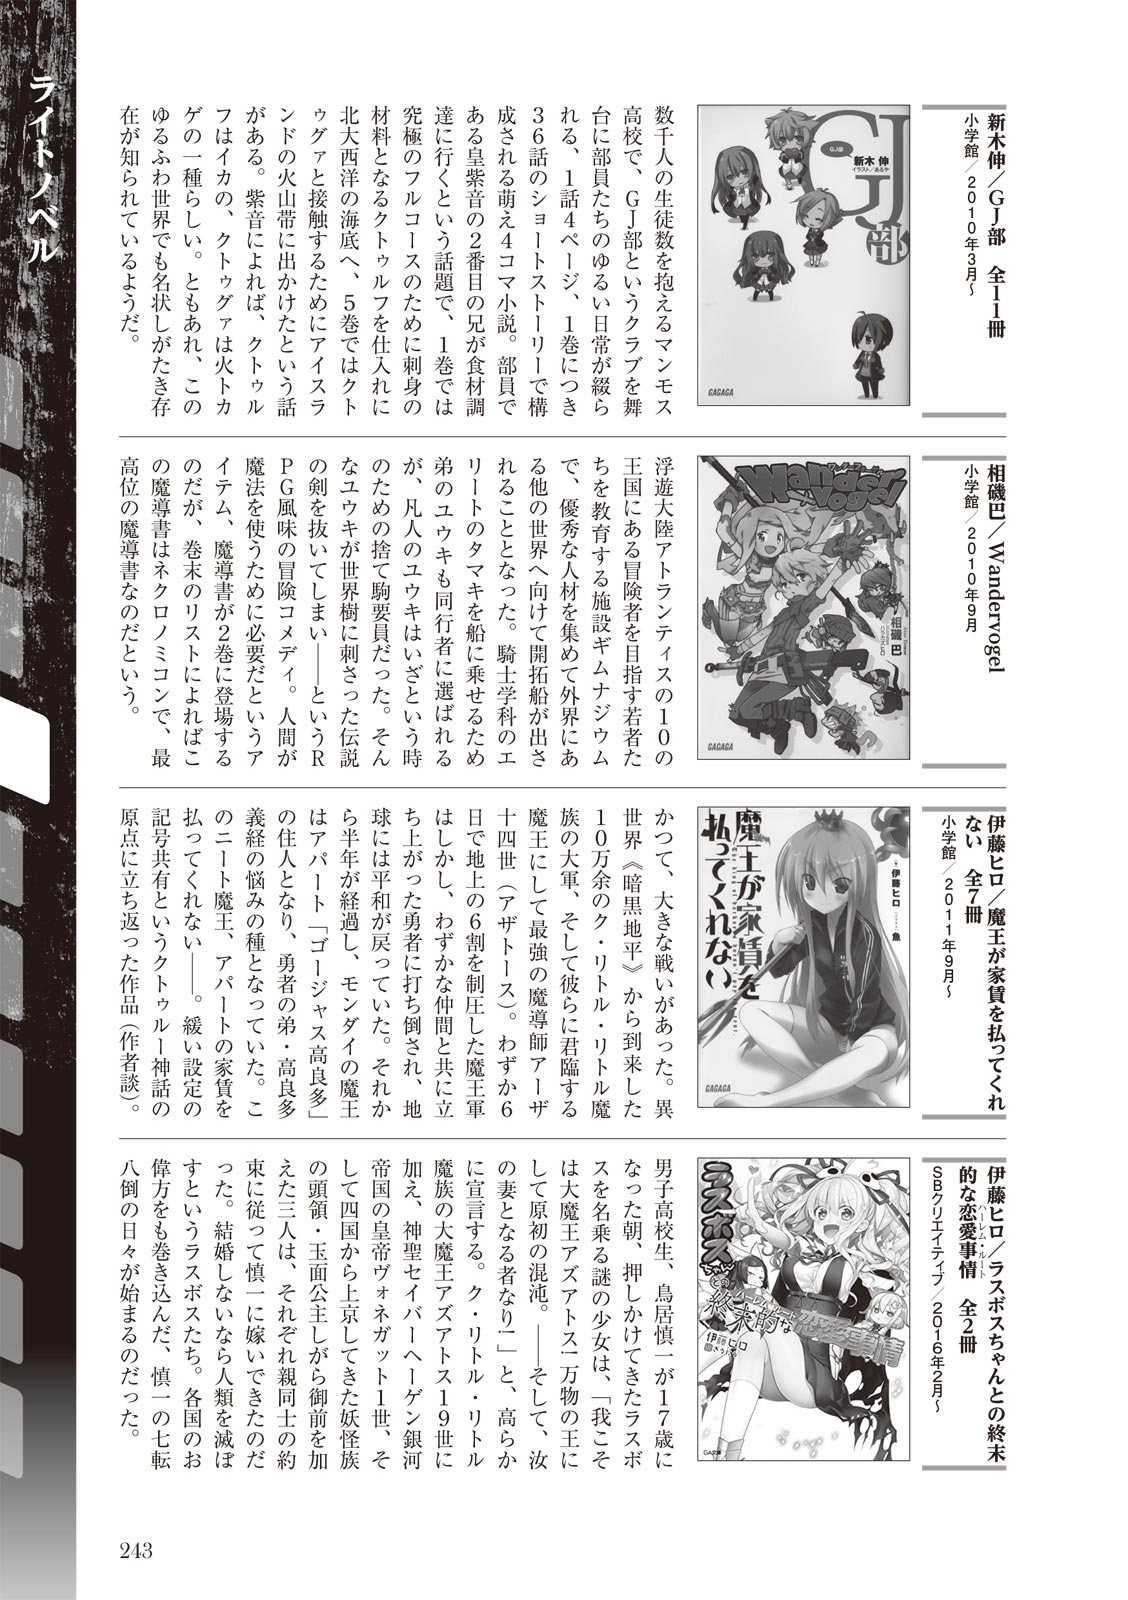 ライトノベル
新木伸／GJ部 全11冊
小学館／2010年3月～
GJ部
GJ部
新木 伸
イラスト／あるや
GAGAGA
数千人の生徒数を抱えるマンモス
高校で、GJ部というクラブを舞
台に部員たちのゆるい日常が綴ら
れる、1話4ページ、1巻につき
36話のショートストーリーで構
成される萌え4コマ小説。部員で
ある皇紫音の2番目の兄が食材調
達に行くという話題で、1巻では
究極のフルコースのために刺身の
材料となるクトゥルフを仕入れに
北大西洋の海底へ、5巻ではクト
ゥグァと接触するためにアイスラ
ンドの火山帯に出かけたという話
がある。紫音によれば、クトゥル
フはイカの、クトゥグァは火トカ
ゲの一種らしい。ともあれ、この
ゆるふわ世界でも名状しがたき存
在が知られているようだ。
相磯巴／Wandervogel
小学館／2010年9月
ワンダーフォーゲル
Wander
Vogel
相磯 巴
GAGAGA
浮遊大陸アトランティスの10の
王国にある冒険者を目指す若者た
ちを教育する施設ギムナジウム
で、優秀な人材を集めて外界にあ
る他の世界へ向けて開拓船が出さ
れることとなった。騎士学科のエ
リートのタマキを船に乗せるため
弟のユウキも同行者に選ばれる
が、凡人のユウキはいざという時
のための捨て駒要員だった。そん
なユウキが世界樹に刺さった伝説
の剣を抜いてしまい――というR
PG風味の冒険コメディ。人間が
魔法を使うために必要だというア
イテム、魔導書が2巻に登場する
のだが、巻末のリストによればこ
の魔導書はネクロノミコンで、最
高位の魔導書なのだという。
伊藤ヒロ／魔王が家賃を払ってくれ
ない 全7冊
小学館／2011年9月～
魔王が家賃を
払ってくれない
伊藤ヒロ
魚
GAGAGA
かつて、大きな戦いがあった。異
世界《暗黒地平》から到来した
10万余のク・リトル・リトル魔
族の大軍、そして彼らに君臨する
魔王にして最強の魔導師アーザ
十四世（アザトース）。わずか6
日で地上の6割を制圧した魔王軍
はしかし、わずかな仲間と共に立
ち上がった勇者に打ち倒され、地
球には平和が戻っていた。それか
ら半年が経過し、モンダイの魔王
はアパート「ゴージャス高良多」
の住人となり、勇者の弟・高良多
義経の悩みの種となっていた。こ
のニート魔王、アパートの家賃を
払ってくれない――。緩い設定の
記号共有というクトゥルー神話の
原点に立ち返った作品（作者談）。
伊藤ヒロ／ラスボスちゃんとの終末
的な恋愛事情 全2冊
ハーレム・ルート
SBクリエイティブ／2016年2月～
ラスボスちゃんとの
終末的な
ハーレムルート
恋愛事情
伊藤ヒロ
GA文庫
男子高校生、鳥居慎一が17歳に
なった朝、押しかけてきたラスボ
スを名乗る謎の少女は、「我こそ
は大魔王アズアトス！万物の王に
して原初の混沌。――そして、汝
の妻となる者なり！」と、高らか
に宣言する。ク・リトル・リトル
魔族の大魔王アズアトス19世に
加え、神聖セイバーヘーゲン銀河
帝国の皇帝ヴォネガット1世、そ
して四国から上京してきた妖怪族
の頭領・玉面公主しがら御前を加
えた三人は、それぞれ親同士の約
束に従って慎一に嫁いできたのだ
った。結婚しないなら人類を滅ぼ
すというラスボスたち。各国のお
偉方をも巻き込んだ、慎一の七転
八倒の日々が始まるのだった。
243